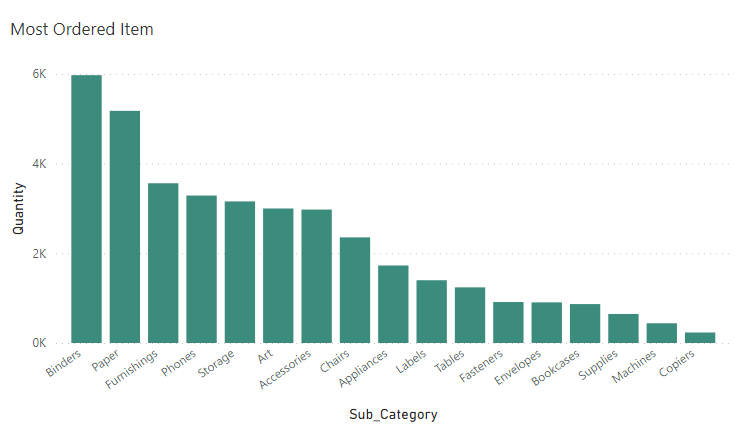 Most Ordered Item
6K
4K
2K
0K
Quantity
Binders
Paper
Furnishings
Phones
Storage
Art
Accessories
Chairs
Appliances
Labels
Tables
Fasteners
Envelopes
Bookcases
Supplies
Machines
Copiers
Sub_Category